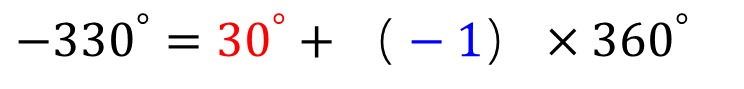 −330° = 30° + ( − 1) × 360°